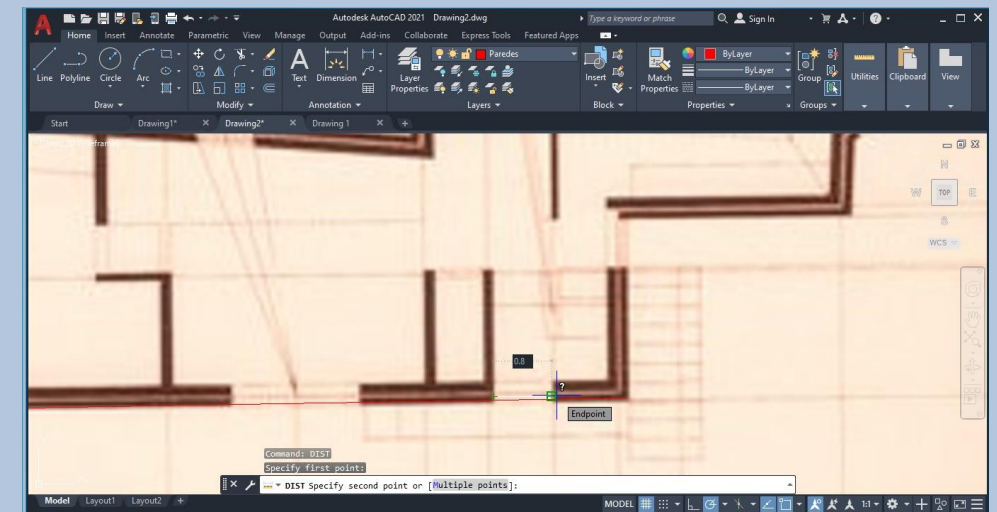 Autodesk AutoCAD 2021 Drawing2.dwg
Type a keyword or phrase
Sign In
Home Insert Annotate Parametric View Manage Output Add-ins Collaborate Express Tools Featured Apps
Line Polyline Circle Arc
Text Dimension
Layer Properties
Paredes
Insert
Match Properties
ByLayer
ByLayer
ByLayer
Group
Utilities Clipboard View
Draw Modify Annotation Layers Block Properties Groups
Start Drawing1* Drawing2* Drawing 1
N
W TOP E
S
WCS
0.8
?
Endpoint
Command: DIST
Specify first point:
DIST Specify second point or [Multiple points]:
Model Layout1 Layout2 +
MODEL 1:1